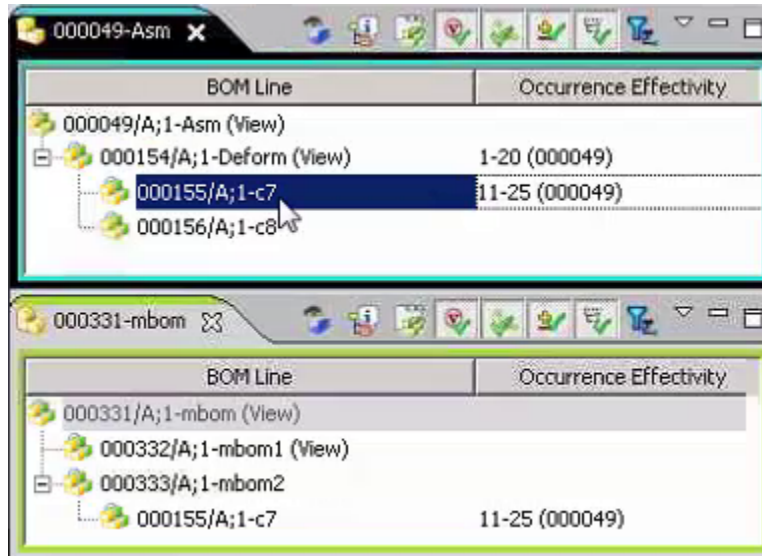 000049-Asm
BOM Line Occurrence Effectivity
000049/A;1-Asm (View)
000154/A;1-Deform (View) 1-20 (000049)
000155/A;1-c7 11-25 (000049)
000156/A;1-c8
000331-mbom
BOM Line Occurrence Effectivity
000331/A;1-mbom (View)
000332/A;1-mbom1 (View)
000333/A;1-mbom2
000155/A;1-c7 11-25 (000049)